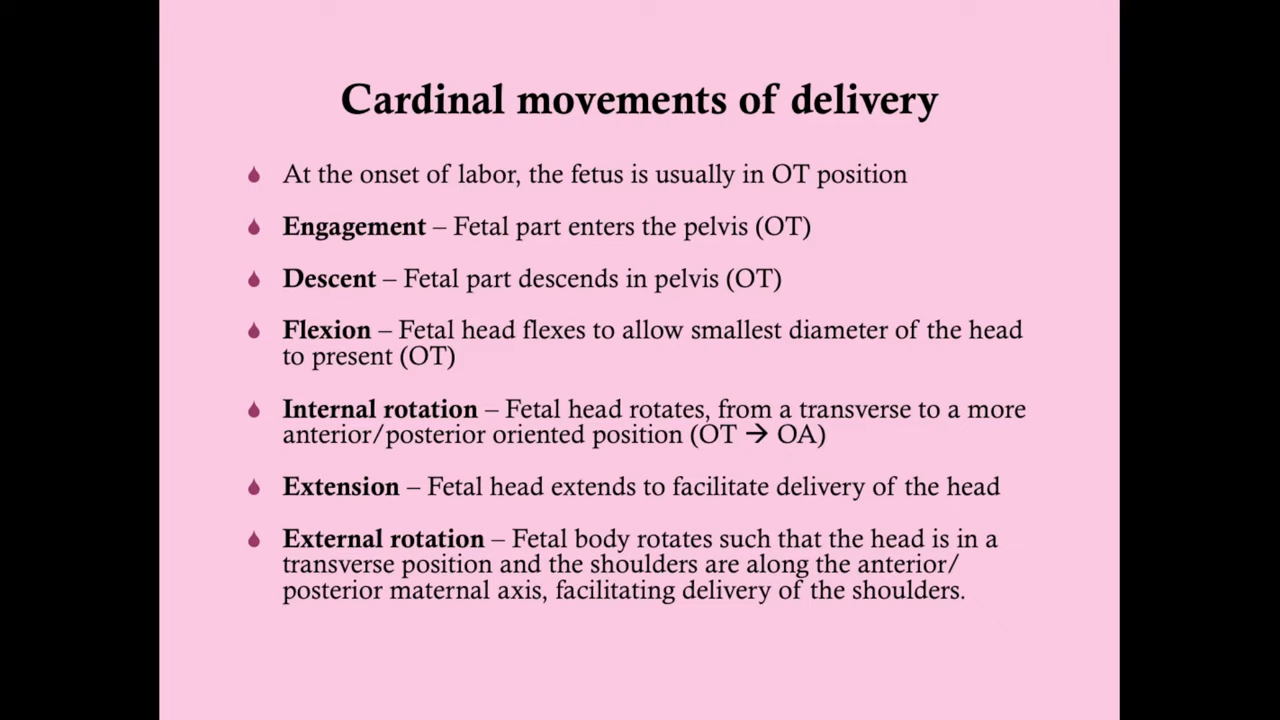 Cardinal movements of delivery
At the onset of labor, the fetus is usually in OT position
Engagement – Fetal part enters the pelvis (OT)
Descent – Fetal part descends in pelvis (OT)
Flexion – Fetal head flexes to allow smallest diameter of the head
to present (OT)
Internal rotation – Fetal head rotates, from a transverse to a more
anterior/posterior oriented position (OT → OA)
Extension – Fetal head extends to facilitate delivery of the head
External rotation – Fetal body rotates such that the head is in a
transverse position and the shoulders are along the anterior/
posterior maternal axis, facilitating delivery of the shoulders.